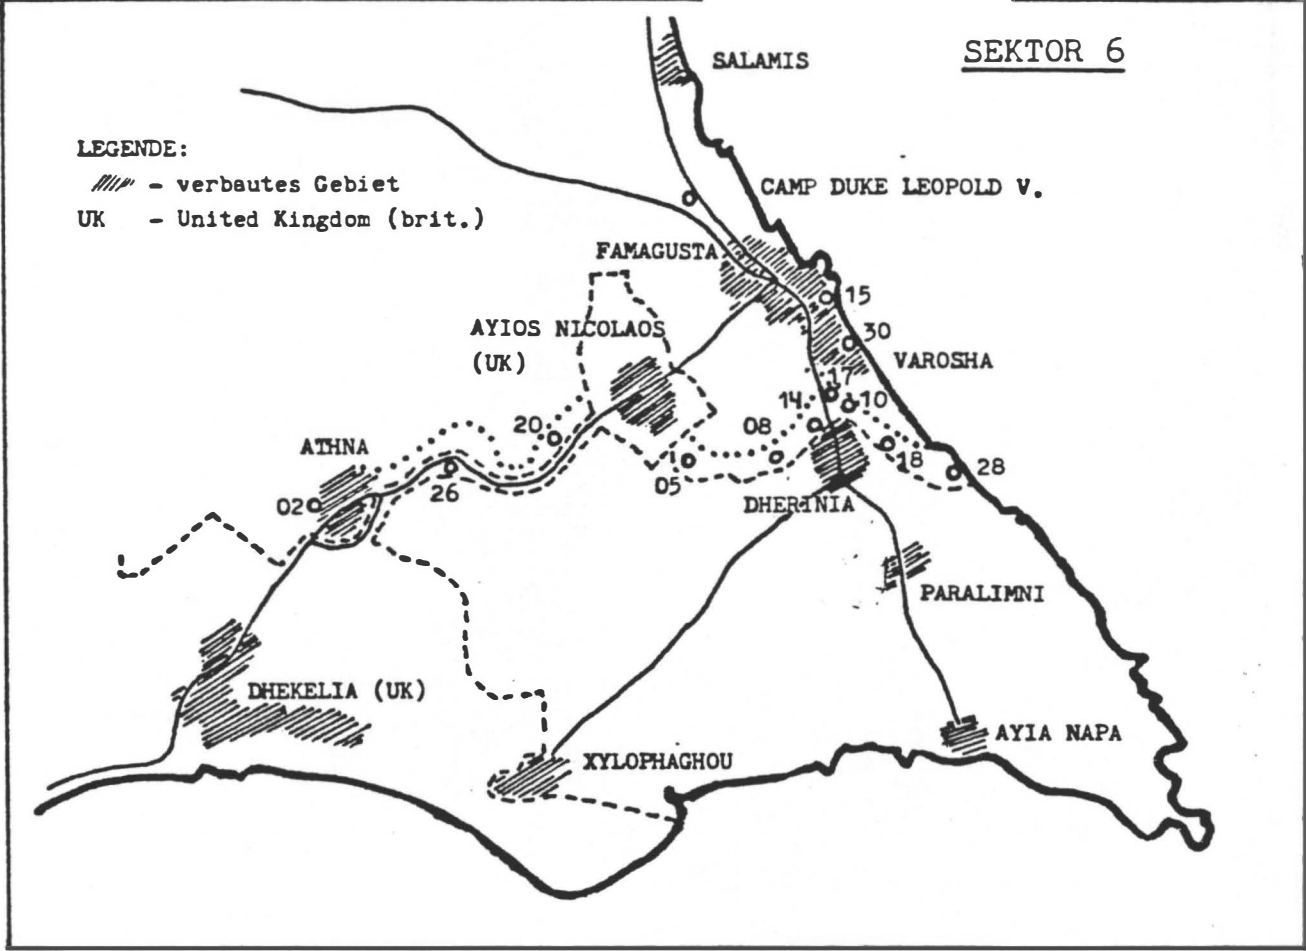 SEKTOR 6
SALAMIS
LEGENDE:
- verbautes Gebiet
UK - United Kingdom (brit.)
CAMP DUKE LEOPOLD V.
FAMAGUSTA
15
AYIOS NICOLAOS
(UK)
30
VAROSHA
17
14
10
20
08
ATHNA
18
28
26
05
02
DHERINIA
PARALIMNI
DHEKELIA (UK)
AYIA NAPA
XYLOPHAGHOU